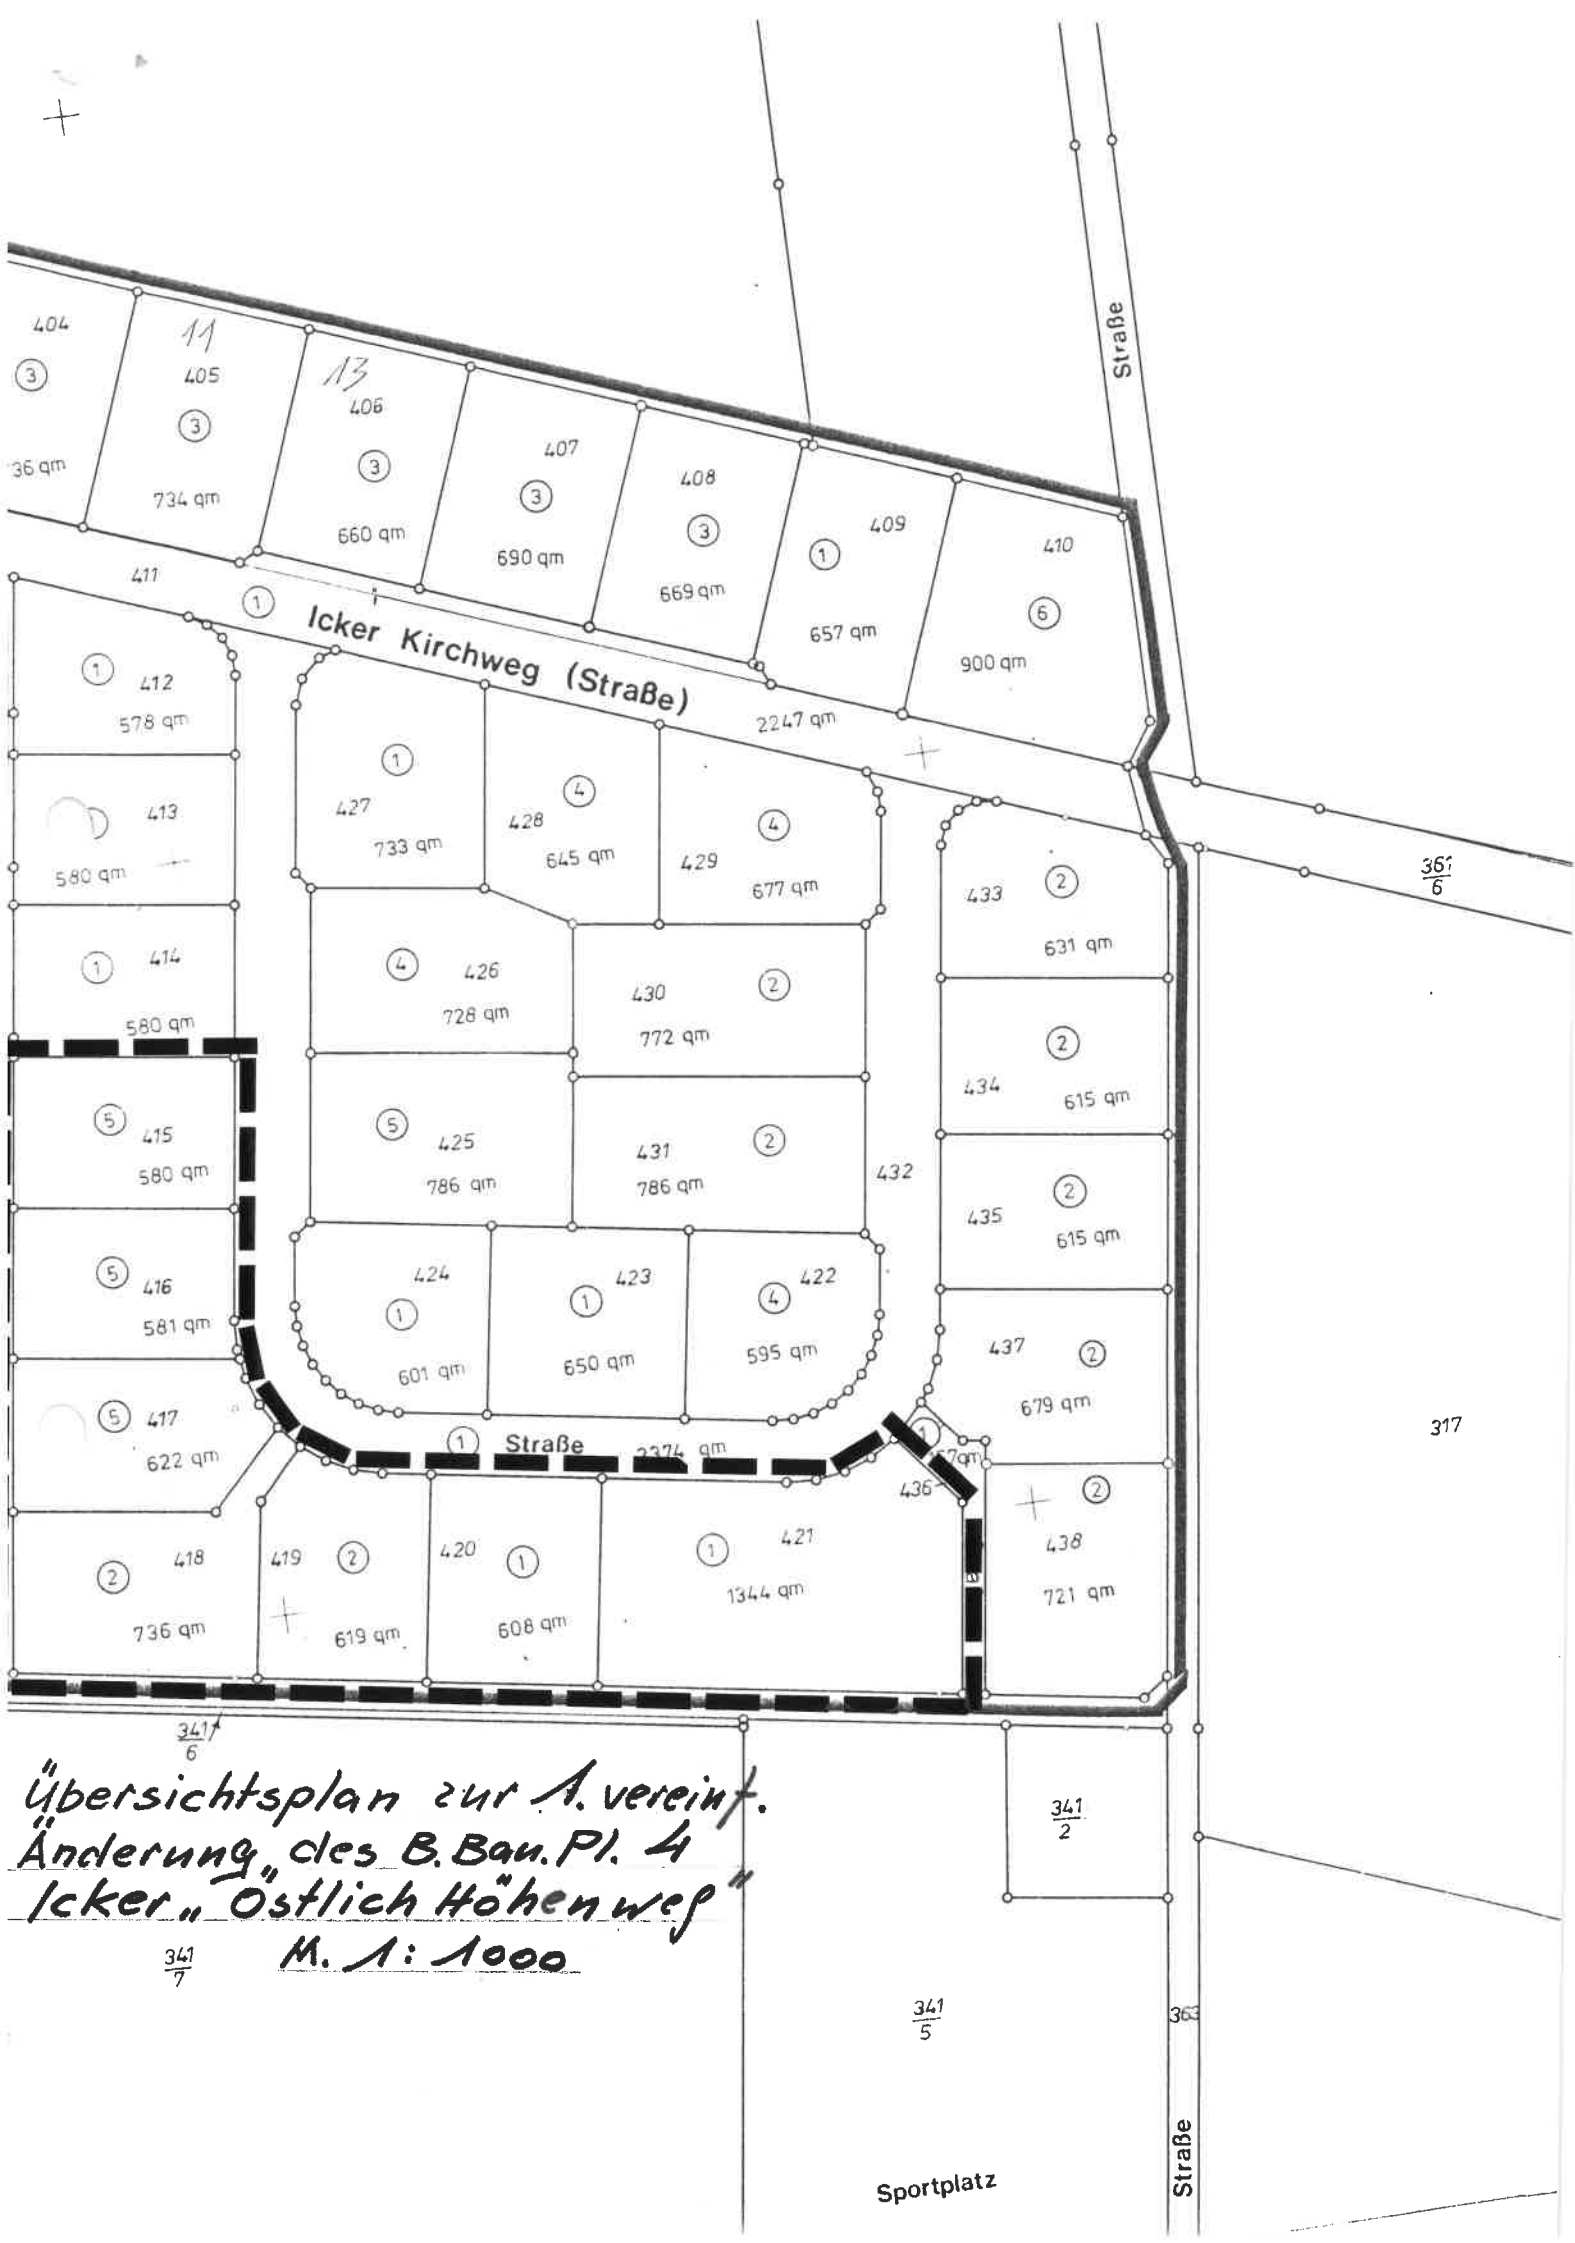 Straße
404
3
36 qm
11
405
3
734 qm
13
406
3
660 qm
407
3
690 qm
408
3
669 qm
409
1
657 qm
410
6
900 qm
411
1
Icker Kirchweg (Straße)
2247 qm
1
412
578 qm
413
580 qm
1
414
580 qm
5
415
580 qm
5
416
581 qm
5
417
622 qm
2
418
736 qm
1
427
733 qm
4
428
645 qm
4
429
677 qm
4
426
728 qm
430
2
772 qm
5
425
786 qm
431
2
786 qm
432
424
1
601 qm
423
1
650 qm
422
4
595 qm
433
2
631 qm
2
434
615 qm
2
435
615 qm
437
2
679 qm
1
Straße
2374 qm
1
57qm
436
2
438
721 qm
419
2
619 qm
420
1
608 qm
421
1
1344 qm
361
6
317
341
6
Übersichtsplan zur 1. vereinf.
Änderung des B.Bau.Pl. 4
Icker „Östlich Höhenweg"
M. 1:1000
341
7
341
2
341
5
363
Straße
Sportplatz